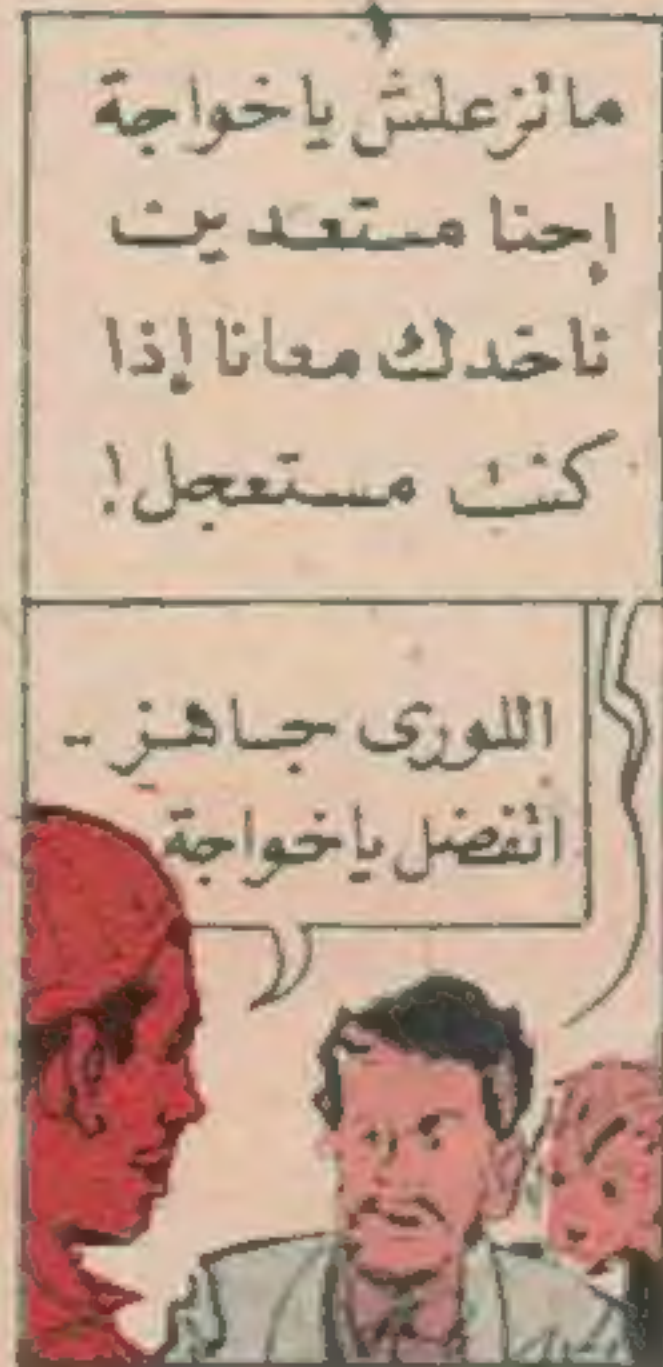 ماتزعلش ياخواجة
إحنا مستعدين
ناخدك معانا إذا
كنت مستعجل!
اللورى جاهز -
اتفضل ياخواجة